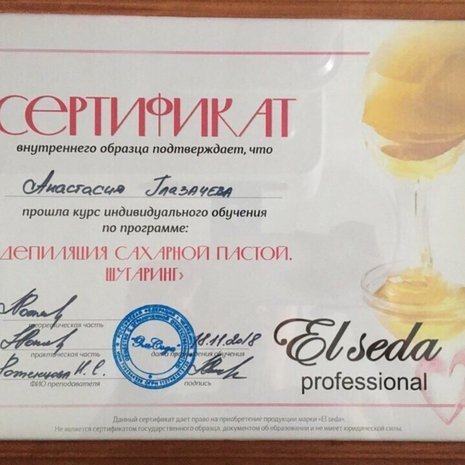 СЕРТИФИКАТ
внутреннего образца подтверждает, что
Анастасия Глазачева
прошла курс индивидуального обучения
по программе:
ДЕПИЛЯЦИЯ САХАРНОЙ ПАСТОЙ.
ШУГАРИНГ»
теоретическая часть
18.11.2018
практическая часть
дата прохождения обучения
ФИО преподавателя
подпись
El seda
professional
Данный сертификат дает право на приобретение продукции марки «El seda».
Не является сертификатом государственного образца, документом об образовании и не имеет юридической силы.